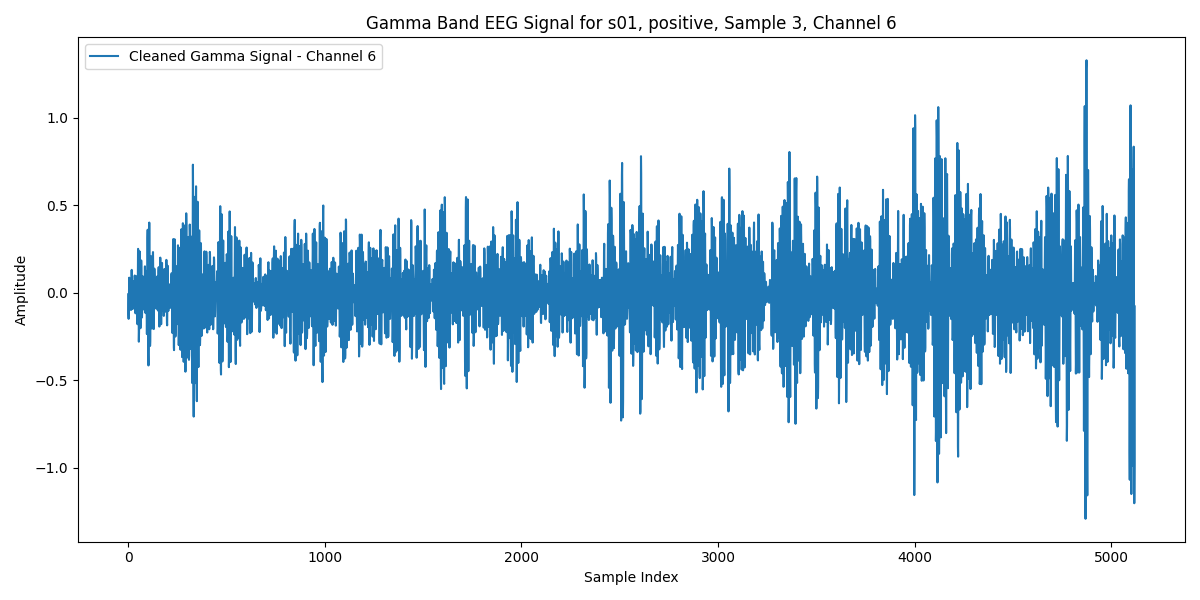 Gamma Band EEG Signal for s01, positive, Sample 3, Channel 6
Cleaned Gamma Signal - Channel 6
1.0
0.5
0.0
−0.5
−1.0
Amplitude
0 1000 2000 3000 4000 5000
Sample Index